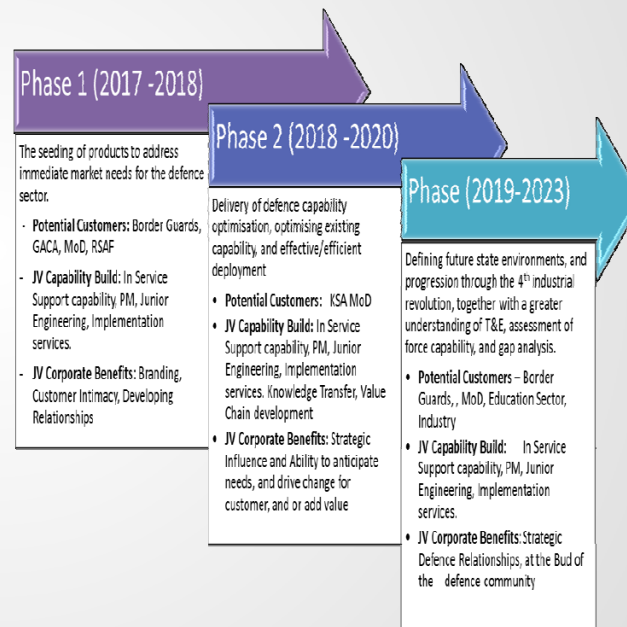 Phase 1 (2017 -2018)
The seeding of products to address
immediate market needs for the defence
sector.
- Potential Customers: Border Guards,
GACA, MoD, RSAF
- JV Capability Build: In Service
Support capability, PM, Junior
Engineering, Implementation
services.
- JV Corporate Benefits: Branding,
Customer Intimacy, Developing
Relationships
Phase 2 (2018 -2020)
Delivery of defence capability
optimisation, optimising existing
capability, and effective/efficient
deployment
• Potential Customers: KSA MoD
• JV Capability Build: In Service
Support capability, PM, Junior
Engineering, Implementation
services. Knowledge Transfer, Value
Chain development
• JV Corporate Benefits: Strategic
Influence and Ability to anticipate
needs, and drive change for
customer, and or add value
Phase (2019-2023)
Defining future state environments, and
progression through the 4th industrial
revolution, together with a greater
understanding of T&E, assessment of
force capability, and gap analysis.
• Potential Customers – Border
Guards, , MoD, Education Sector,
Industry
• JV Capability Build: In Service
Support capability, PM, Junior
Engineering, Implementation
services.
• JV Corporate Benefits: Strategic
Defence Relationships, at the Bud of
the defence community